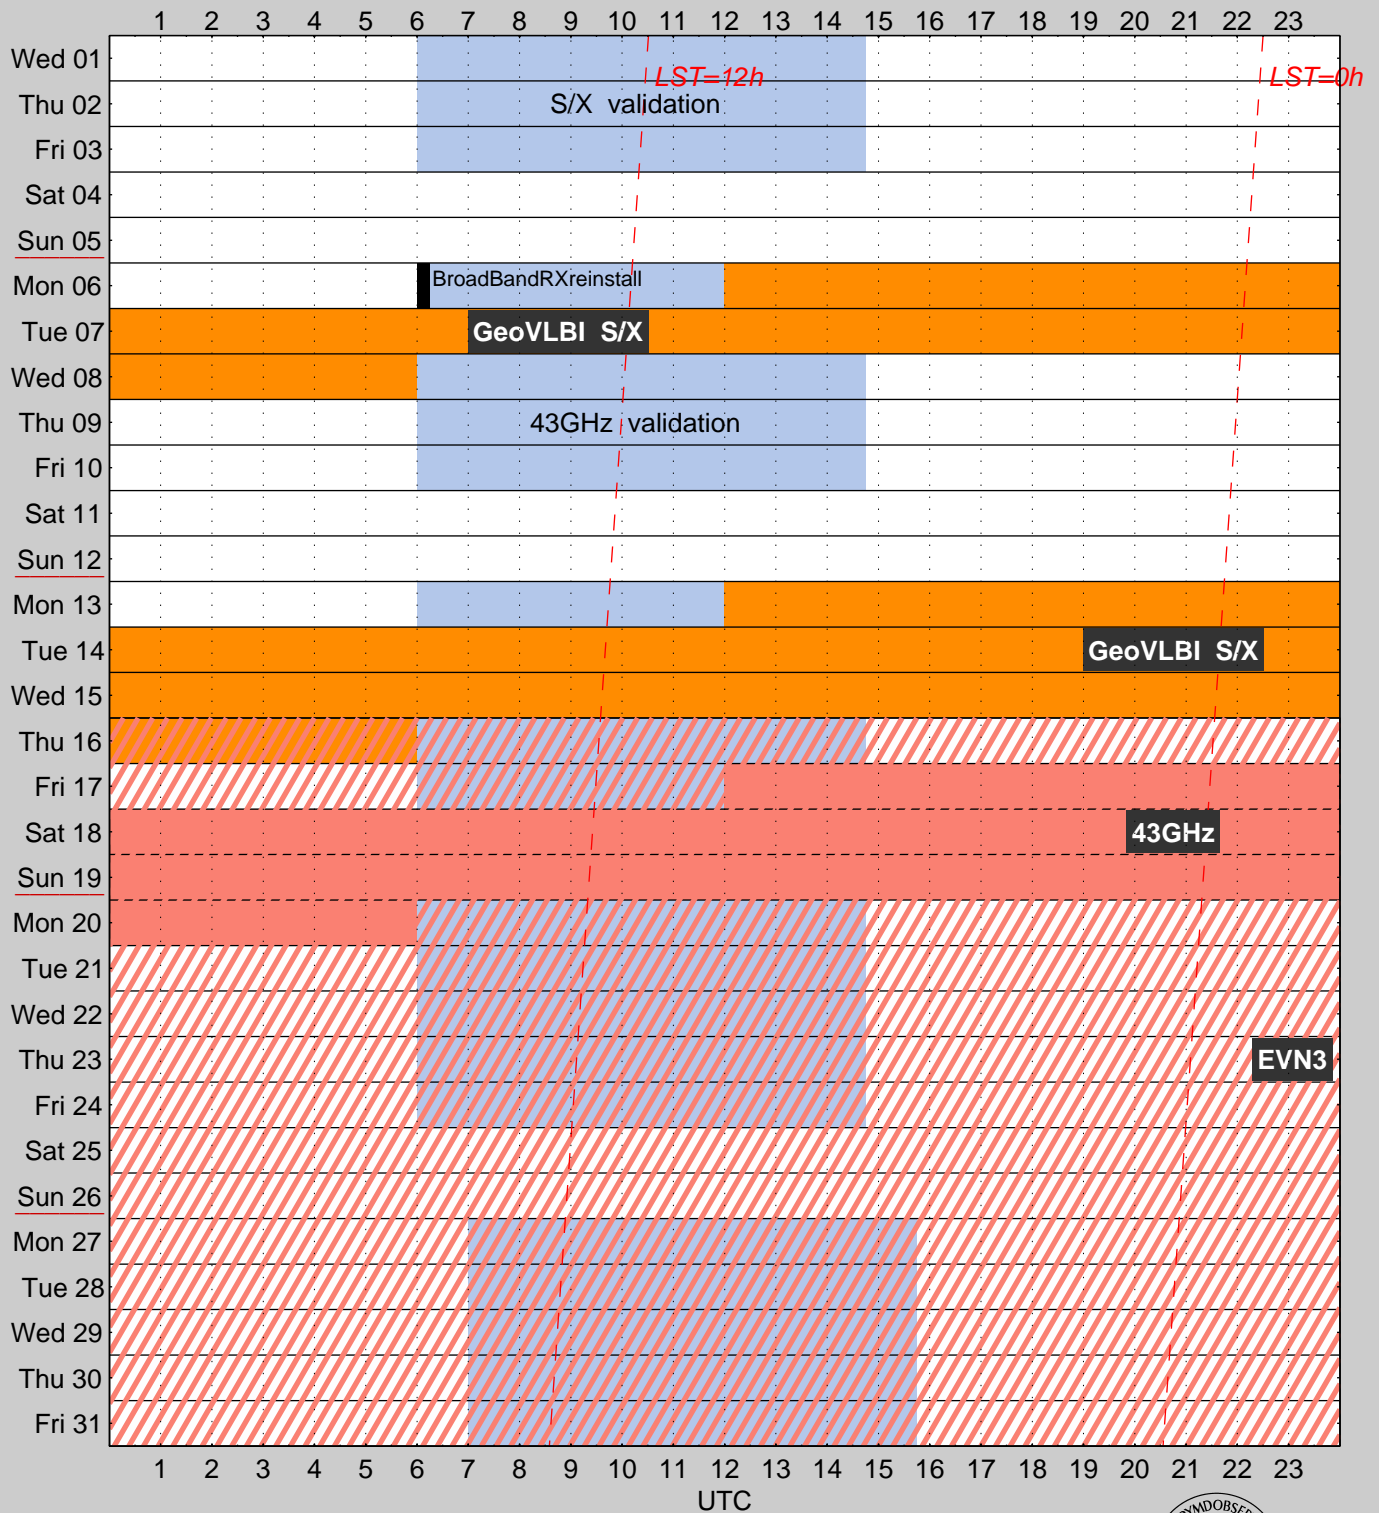 1 2 3 4 5 6 7 8 9 10 11 12 13 14 15 16 17 18 19 20 21 22 23
Wed 01
LST=12h LST=0h
Thu 02 S/X validation
Fri 03
Sat 04
Sun 05
Mon 06 BroadBandRXreinstall
Tue 07 GeoVLBI S/X
Wed 08
Thu 09 43GHz validation
Fri 10
Sat 11
Sun 12
Mon 13
Tue 14 GeoVLBI S/X
Wed 15
Thu 16
Fri 17
Sat 18 43GHz
Sun 19
Mon 20
Tue 21
Wed 22
Thu 23 EVN3
Fri 24
Sat 25
Sun 26
Mon 27
Tue 28
Wed 29
Thu 30
Fri 31
1 2 3 4 5 6 7 8 9 10 11 12 13 14 15 16 17 18 19 20 21 22 23
UTC